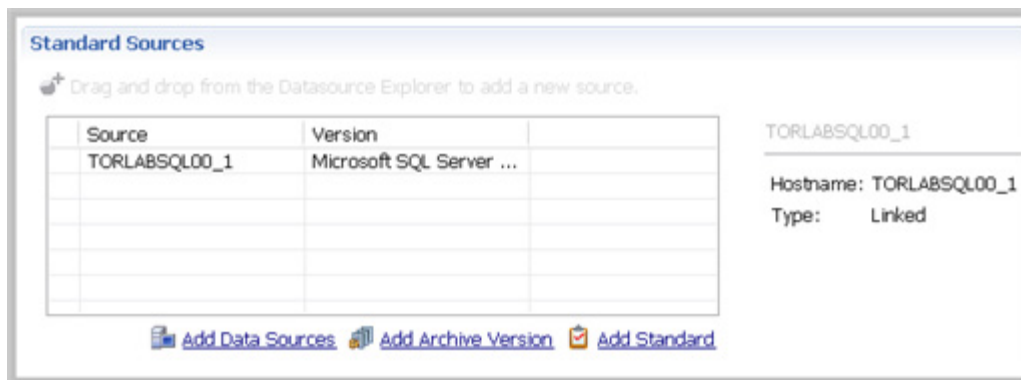 Standard Sources
Drag and drop from the Datasource Explorer to add a new source.
Source Version
TORLABSQL00_1 Microsoft SQL Server ...
TORLABSQL00_1
Hostname: TORLABSQL00_1
Type: Linked
Add Data Sources Add Archive Version Add Standard